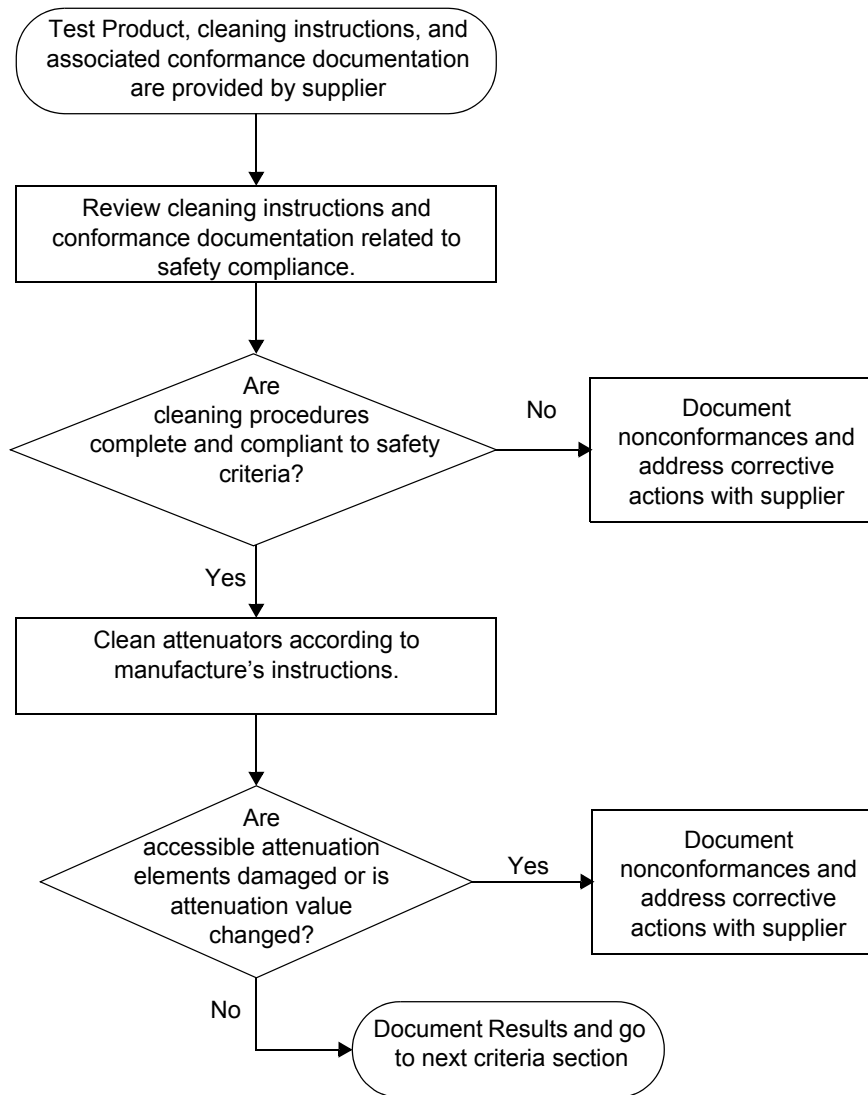 Test Product, cleaning instructions, and
associated conformance documentation
are provided by supplier
Review cleaning instructions and
conformance documentation related to
safety compliance.
Are
cleaning procedures
complete and compliant to safety
criteria?
No
Document
nonconformances and
address corrective
actions with supplier
Yes
Clean attenuators according to
manufacture’s instructions.
Are
accessible attenuation
elements damaged or is
attenuation value
changed?
Yes
Document
nonconformances and
address corrective
actions with supplier
No
Document Results and go
to next criteria section